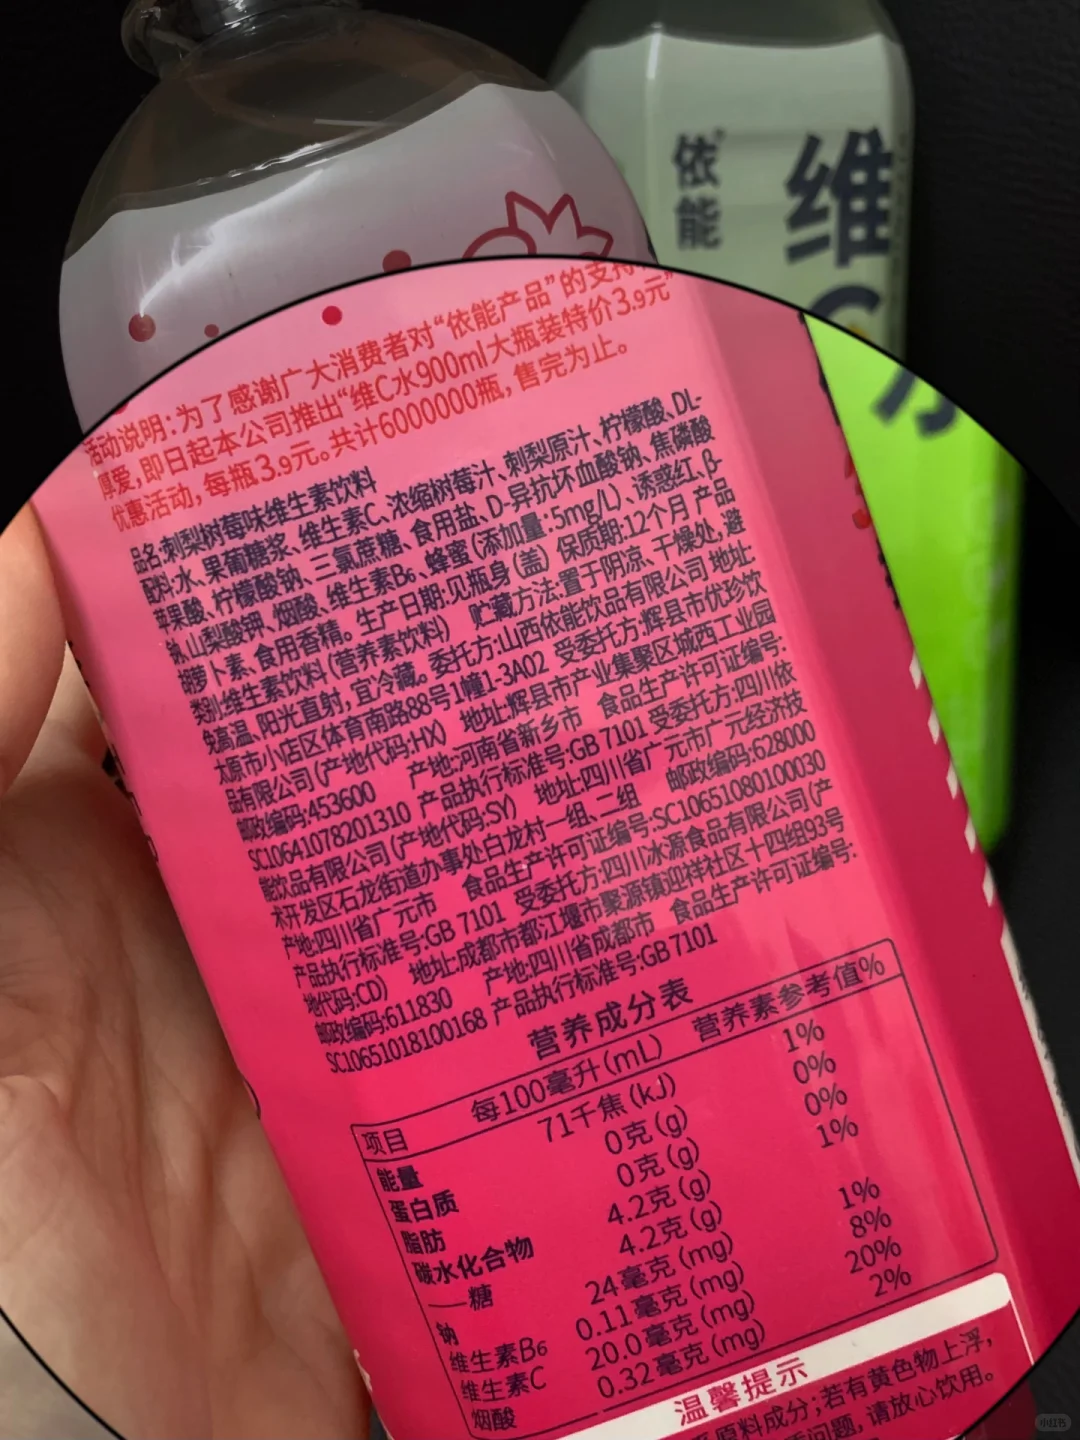 依能
维
C
水
活动说明:为了感谢广大消费者对“依能产品”的支持
厚爱,即日起本公司推出“维C水900ml大瓶装特价3.9元”
优惠活动,每瓶3.9元。共计6000000瓶,售完为止。
品名:刺梨树莓味维生素饮料
配料:水、果葡糖浆、维生素C、浓缩树莓汁、刺梨原汁、柠檬酸、DL-
苹果酸、柠檬酸钠、三氯蔗糖、食用盐、D-异抗坏血酸钠、焦磷酸
钠、山梨酸钾、烟酸、维生素B6、蜂蜜(添加量:5mg/L)、诱惑红、β-
胡萝卜素、食用香精。生产日期:见瓶身(盖) 保质期:12个月 产品
类别:维生素饮料(营养素饮料) 贮藏方法:置于阴凉、干燥处,避
免高温、阳光直射,宜冷藏。委托方:山西依能饮品有限公司 地址:
太原市小店区体育南路88号1幢1-3A02 受委托方:辉县市优珍饮
品有限公司(产地代码:HX) 地址:辉县市产业集聚区城西工业园
邮政编码:453600 产地:河南省新乡市 食品生产许可证编号:
SC10641078201310 产品执行标准号:GB 7101 受委托方:四川依
能饮品有限公司(产地代码:SY) 地址:四川省广元市广元经济技
术开发区石龙街道办事处白龙村一组、二组 邮政编码:628000
产地:四川省广元市 食品生产许可证编号:SC10651080100030
产品执行标准号:GB 7101 受委托方:四川冰源食品有限公司(产
地代码:CD) 地址:成都市都江堰市聚源镇迎祥社区十四组93号
邮政编码:611830 产地:四川省成都市 食品生产许可证编号:
SC10651018100168 产品执行标准号:GB 7101
营养成分表
项目 每100毫升(mL) 营养素参考值%
能量 71千焦(kJ) 1%
蛋白质 0克(g) 0%
脂肪 0克(g) 0%
碳水化合物 4.2克(g) 1%
——糖 4.2克(g)
钠 24毫克(mg) 1%
维生素B6 0.11毫克(mg) 8%
维生素C 20.0毫克(mg) 20%
烟酸 0.32毫克(mg) 2%
温馨提示
原料成分;若有黄色物上浮,
质问题,请放心饮用。
小红书